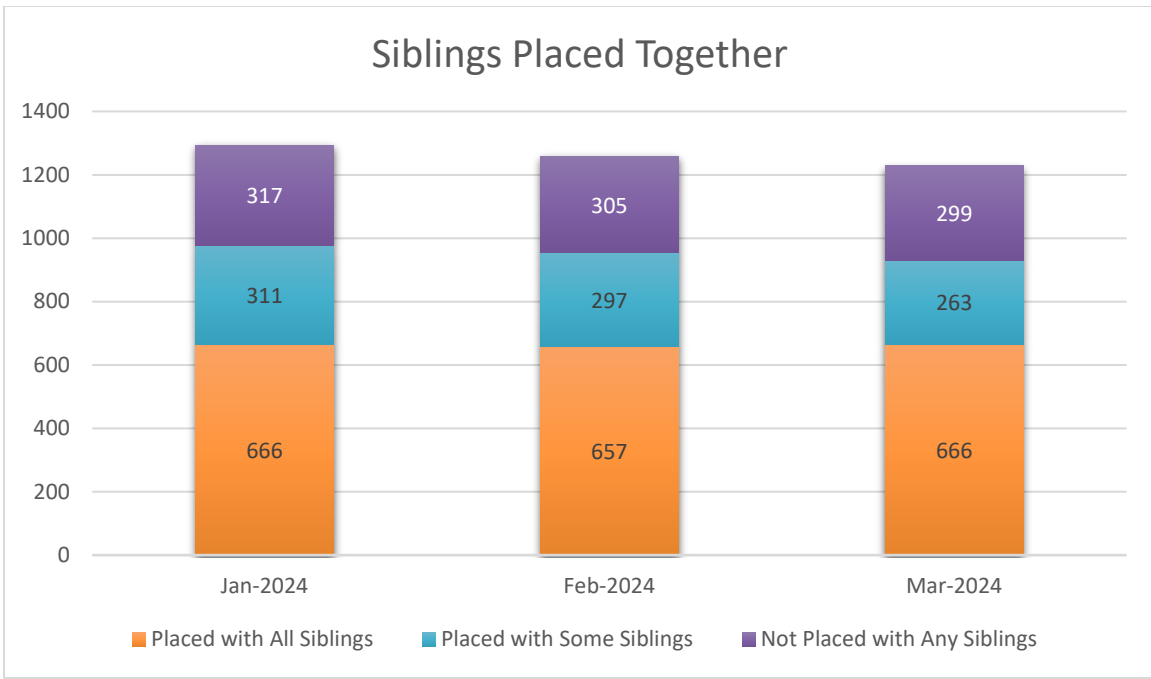 Siblings Placed Together
1400
1200
1000
800
600
400
200
0
317
305
299
311
297
263
666
657
666
Jan-2024
Feb-2024
Mar-2024
Placed with All Siblings
Placed with Some Siblings
Not Placed with Any Siblings